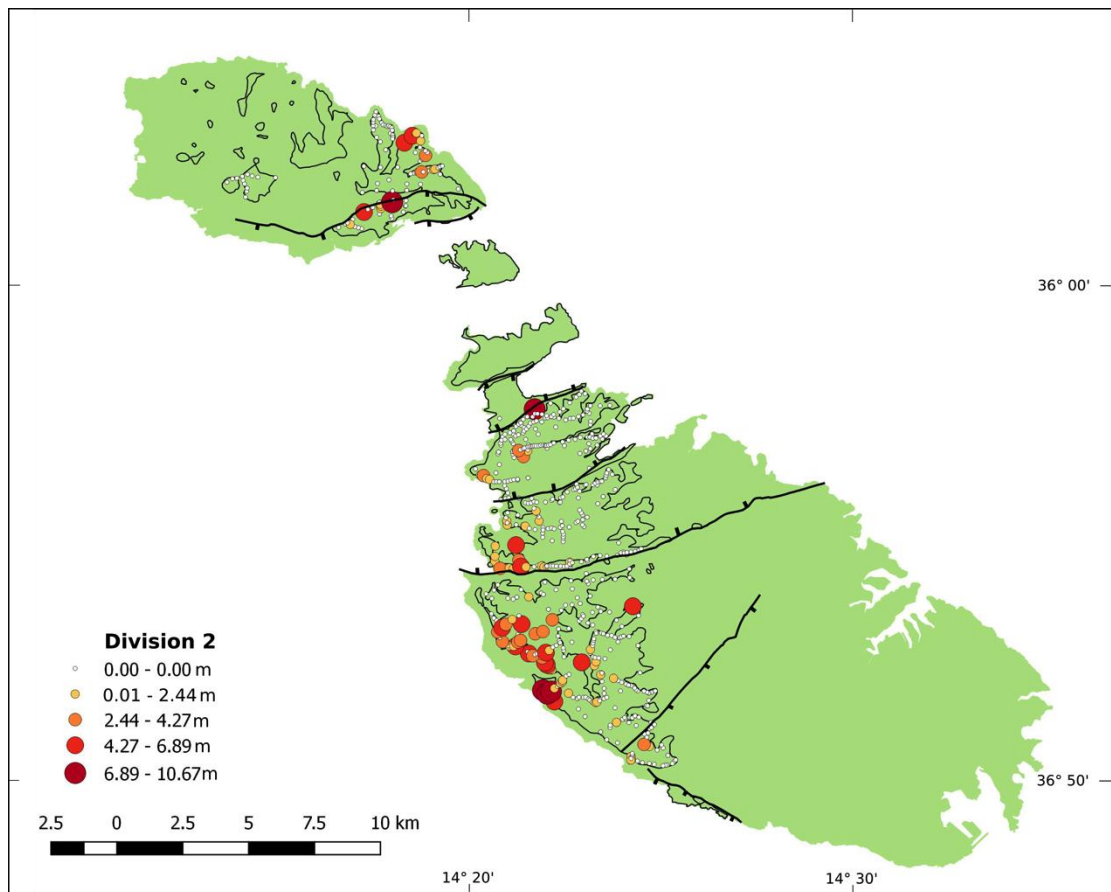 36° 00'
Division 2
0.00 - 0.00 m
0.01 - 2.44 m
2.44 - 4.27 m
4.27 - 6.89 m
6.89 - 10.67 m
36° 50'
2.5 0 2.5 5 7.5 10 km
14° 20' 14° 30'